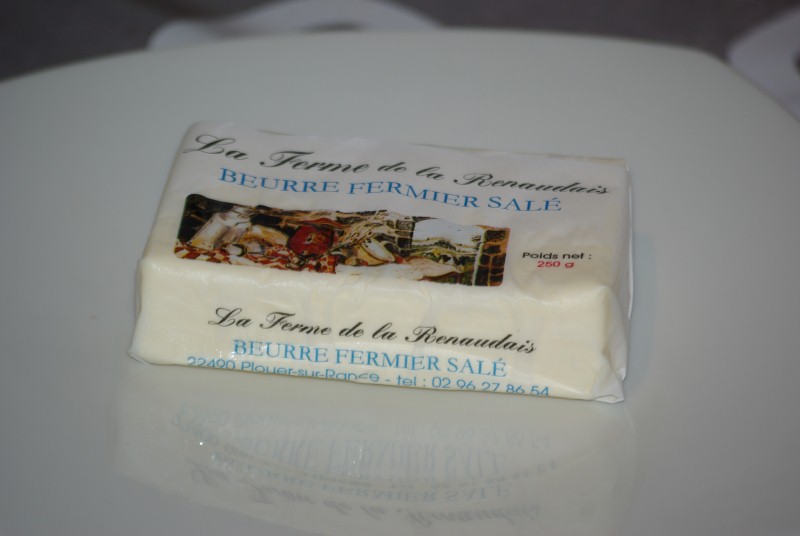 La Ferme de la Renaudais
BEURRE FERMIER SALÉ
Poids net :
250 g
La Ferme de la Renaudais
BEURRE FERMIER SALÉ
22490 Plouer-sur-Rance - tel : 02 96 27 86 54